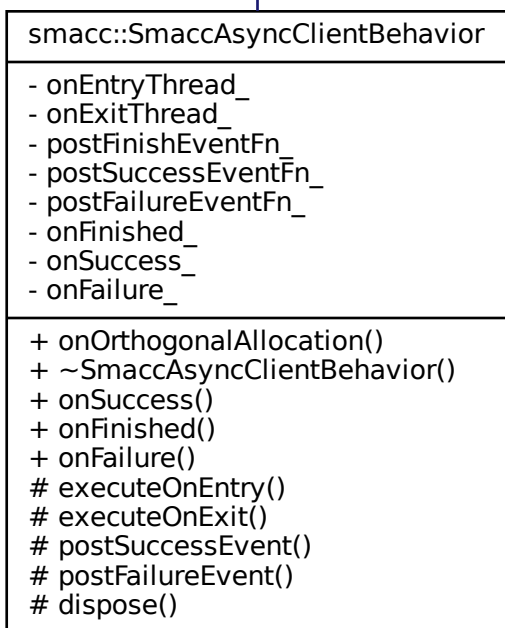 smacc::SmaccAsyncClientBehavior
- onEntryThread_
- onExitThread_
- postFinishEventFn_
- postSuccessEventFn_
- postFailureEventFn_
- onFinished_
- onSuccess_
- onFailure_
+ onOrthogonalAllocation()
+ ~SmaccAsyncClientBehavior()
+ onSuccess()
+ onFinished()
+ onFailure()
# executeOnEntry()
# executeOnExit()
# postSuccessEvent()
# postFailureEvent()
# dispose()